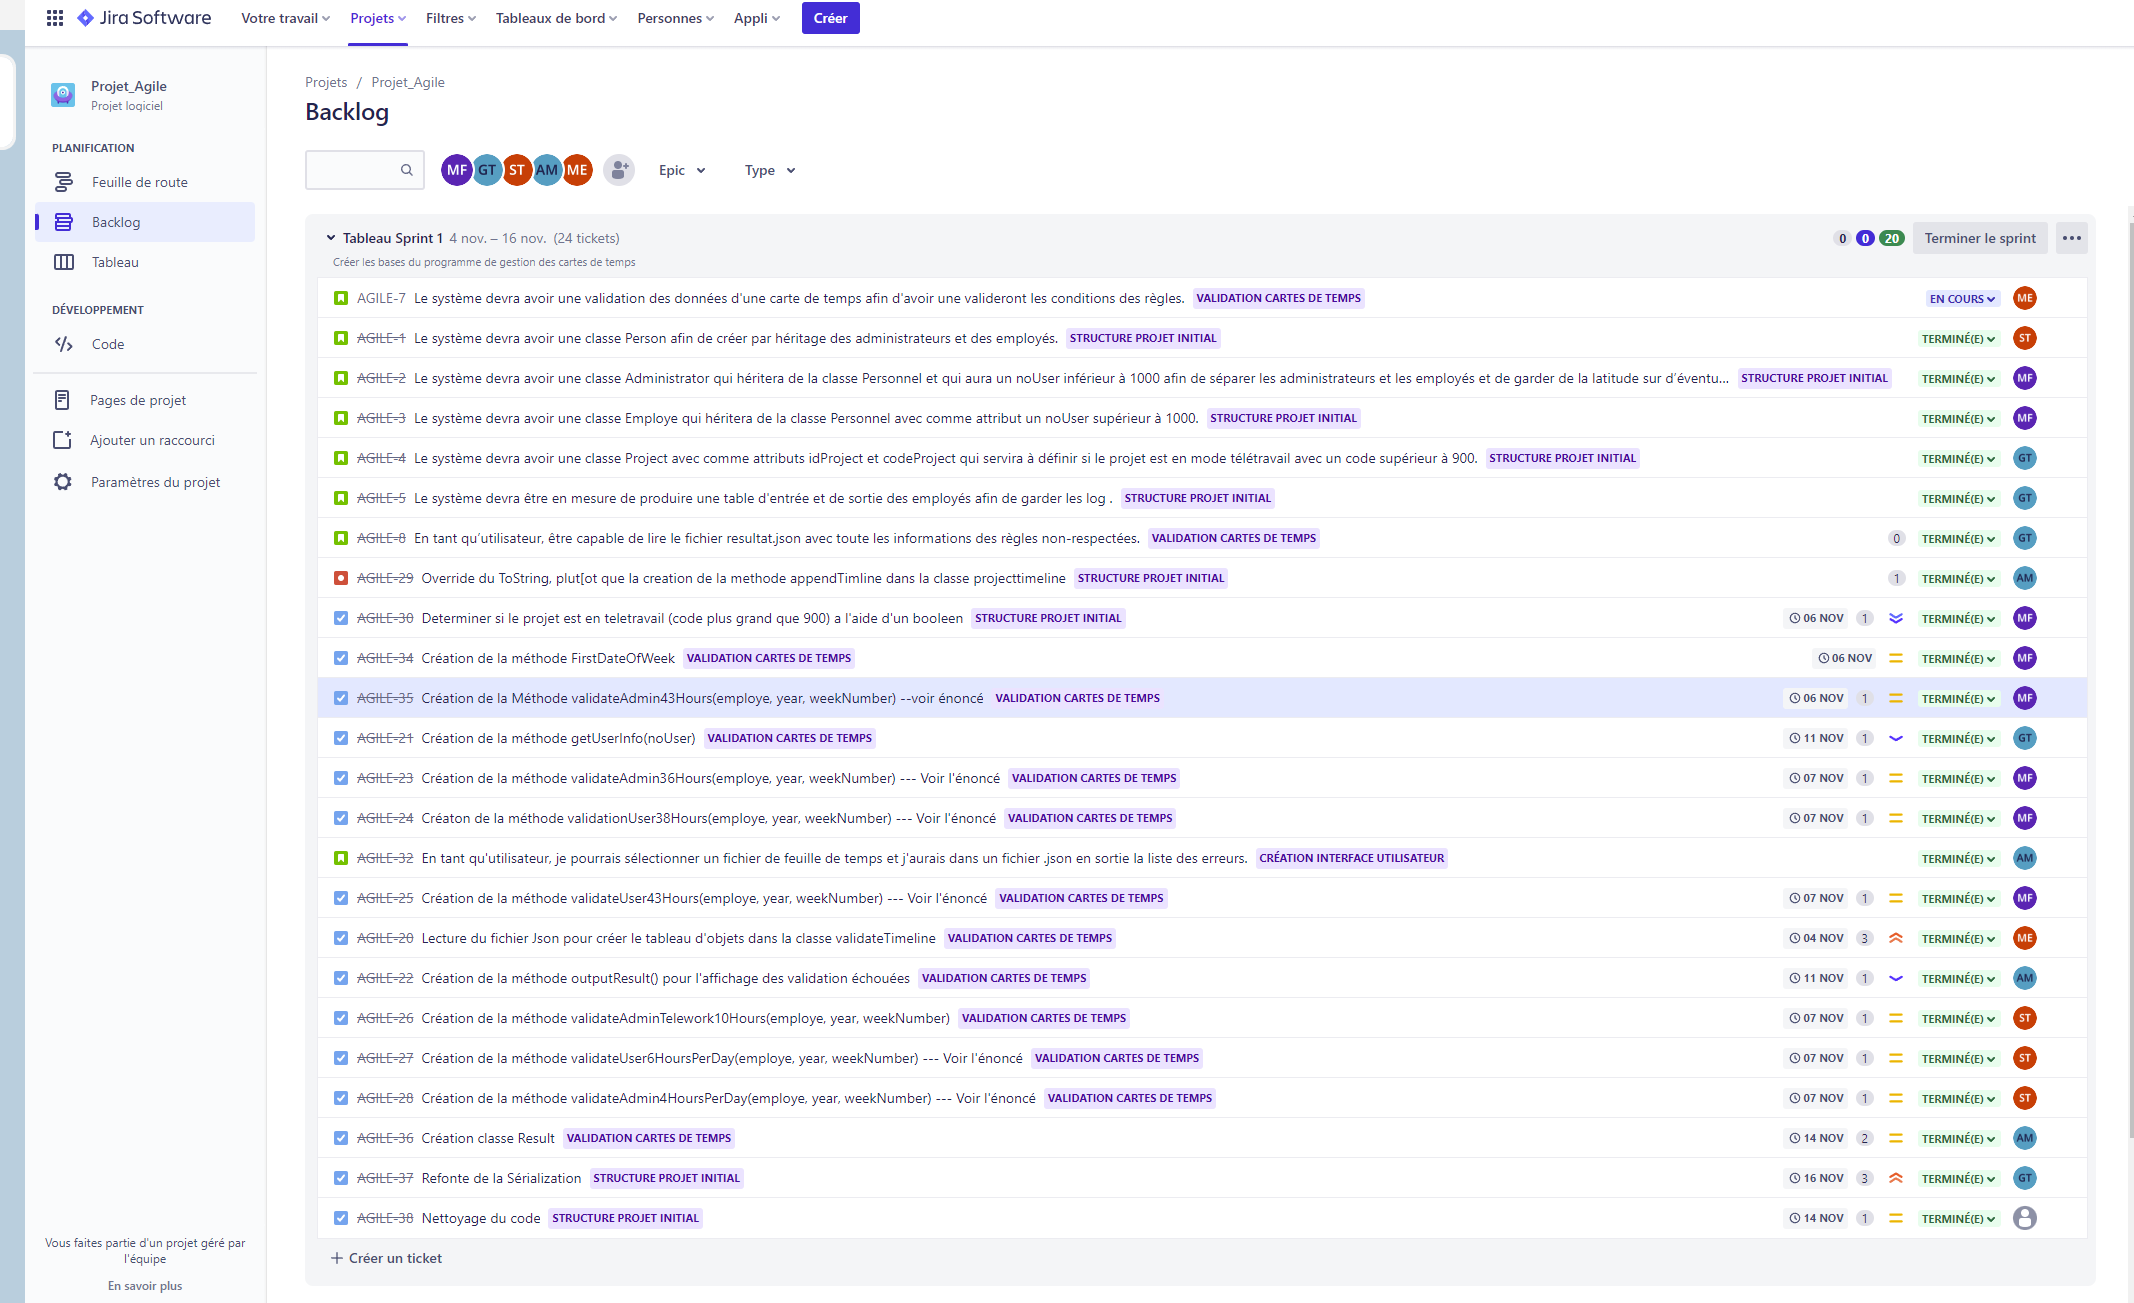 Jira Software Votre travail Projets Filtres Tableaux de bord Personnes Appli Créer
Projet_Agile
Projet logiciel
PLANIFICATION
Feuille de route
Backlog
Tableau
DÉVELOPPEMENT
Code
Pages de projet
Ajouter un raccourci
Paramètres du projet
Vous faites partie d'un projet géré par
l'équipe
En savoir plus
Projets / Projet_Agile
Backlog
MF GT ST AM ME Epic Type
Tableau Sprint 1 4 nov. – 16 nov. (24 tickets) 0 0 20 Terminer le sprint
Créer les bases du programme de gestion des cartes de temps
AGILE-7 Le système devra avoir une validation des données d'une carte de temps afin d'avoir une valideront les conditions des règles. VALIDATION CARTES DE TEMPS EN COURS ME
AGILE-1 Le système devra avoir une classe Person afin de créer par héritage des administrateurs et des employés. STRUCTURE PROJET INITIAL TERMINÉ(E) ST
AGILE-2 Le système devra avoir une classe Administrator qui héritera de la classe Personnel et qui aura un noUser inférieur à 1000 afin de séparer les administrateurs et les employés et de garder de la latitude sur d'éventu... STRUCTURE PROJET INITIAL TERMINÉ(E) MF
AGILE-3 Le système devra avoir une classe Employe qui héritera de la classe Personnel avec comme attribut un noUser supérieur à 1000. STRUCTURE PROJET INITIAL TERMINÉ(E) MF
AGILE-4 Le système devra avoir une classe Project avec comme attributs idProject et codeProject qui servira à définir si le projet est en mode télétravail avec un code supérieur à 900. STRUCTURE PROJET INITIAL TERMINÉ(E) GT
AGILE-5 Le système devra être en mesure de produire une table d'entrée et de sortie des employés afin de garder les log . STRUCTURE PROJET INITIAL TERMINÉ(E) GT
AGILE-8 En tant qu'utilisateur, être capable de lire le fichier resultat.json avec toute les informations des règles non-respectées. VALIDATION CARTES DE TEMPS 0 TERMINÉ(E) GT
AGILE-29 Override du ToString, plut[ot que la creation de la methode appendTimline dans la classe projecttimeline STRUCTURE PROJET INITIAL 1 TERMINÉ(E) AM
AGILE-30 Determiner si le projet est en teletravail (code plus grand que 900) a l'aide d'un booleen STRUCTURE PROJET INITIAL 06 NOV 1 TERMINÉ(E) MF
AGILE-34 Création de la méthode FirstDateOfWeek VALIDATION CARTES DE TEMPS 06 NOV TERMINÉ(E) MF
AGILE-35 Création de la Méthode validateAdmin43Hours(employe, year, weekNumber) --voir énoncé VALIDATION CARTES DE TEMPS 06 NOV 1 TERMINÉ(E) MF
AGILE-21 Création de la méthode getUserInfo(noUser) VALIDATION CARTES DE TEMPS 11 NOV 1 TERMINÉ(E) GT
AGILE-23 Création de la méthode validateAdmin36Hours(employe, year, weekNumber) --- Voir l'énoncé VALIDATION CARTES DE TEMPS 07 NOV 1 TERMINÉ(E) MF
AGILE-24 Créaton de la méthode validationUser38Hours(employe, year, weekNumber) --- Voir l'énoncé VALIDATION CARTES DE TEMPS 07 NOV 1 TERMINÉ(E) MF
AGILE-32 En tant qu'utilisateur, je pourrais sélectionner un fichier de feuille de temps et j'aurais dans un fichier .json en sortie la liste des erreurs. CRÉATION INTERFACE UTILISATEUR TERMINÉ(E) AM
AGILE-25 Création de la méthode validateUser43Hours(employe, year, weekNumber) --- Voir l'énoncé VALIDATION CARTES DE TEMPS 07 NOV 1 TERMINÉ(E) MF
AGILE-20 Lecture du fichier Json pour créer le tableau d'objets dans la classe validateTimeline VALIDATION CARTES DE TEMPS 04 NOV 3 TERMINÉ(E) ME
AGILE-22 Création de la méthode outputResult() pour l'affichage des validation échouées VALIDATION CARTES DE TEMPS 11 NOV 1 TERMINÉ(E) AM
AGILE-26 Création de la méthode validateAdminTelework10Hours(employe, year, weekNumber) VALIDATION CARTES DE TEMPS 07 NOV 1 TERMINÉ(E) ST
AGILE-27 Création de la méthode validateUser6HoursPerDay(employe, year, weekNumber) --- Voir l'énoncé VALIDATION CARTES DE TEMPS 07 NOV 1 TERMINÉ(E) ST
AGILE-28 Création de la méthode validateAdmin4HoursPerDay(employe, year, weekNumber) --- Voir l'énoncé VALIDATION CARTES DE TEMPS 07 NOV 1 TERMINÉ(E) ST
AGILE-36 Création classe Result VALIDATION CARTES DE TEMPS 14 NOV 2 TERMINÉ(E) AM
AGILE-37 Refonte de la Sérialization STRUCTURE PROJET INITIAL 16 NOV 3 TERMINÉ(E) GT
AGILE-38 Nettoyage du code STRUCTURE PROJET INITIAL 14 NOV 1 TERMINÉ(E)
Créer un ticket